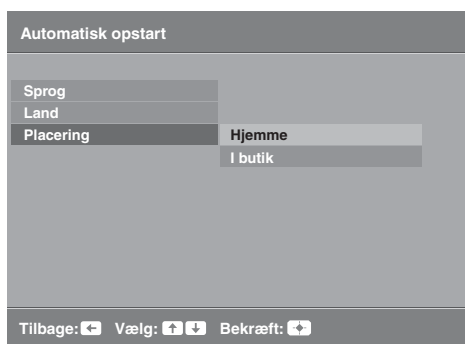 Automatisk opstart
Sprog
Land
Placering Hjemme
I butik
Tilbage: Vælg: Bekræft: